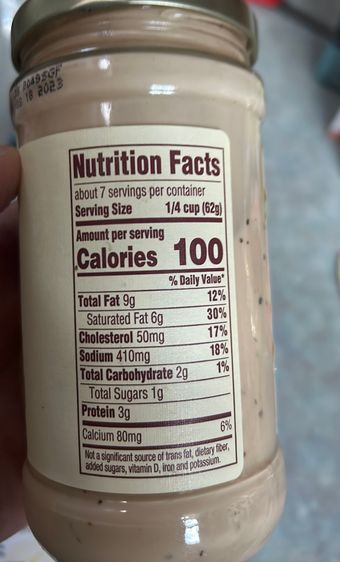 2023
Nutrition Facts
about 7 servings per container
Serving Size 1/4 cup (62g)
Amount per serving
Calories 100
% Daily Value*
Total Fat 9g 12%
Saturated Fat 6g 30%
Cholesterol 50mg 17%
Sodium 410mg 18%
Total Carbohydrate 2g 1%
Total Sugars 1g
Protein 3g
Calcium 80mg 6%
Not a significant source of trans fat, dietary fiber,
added sugars, vitamin D, iron and potassium.